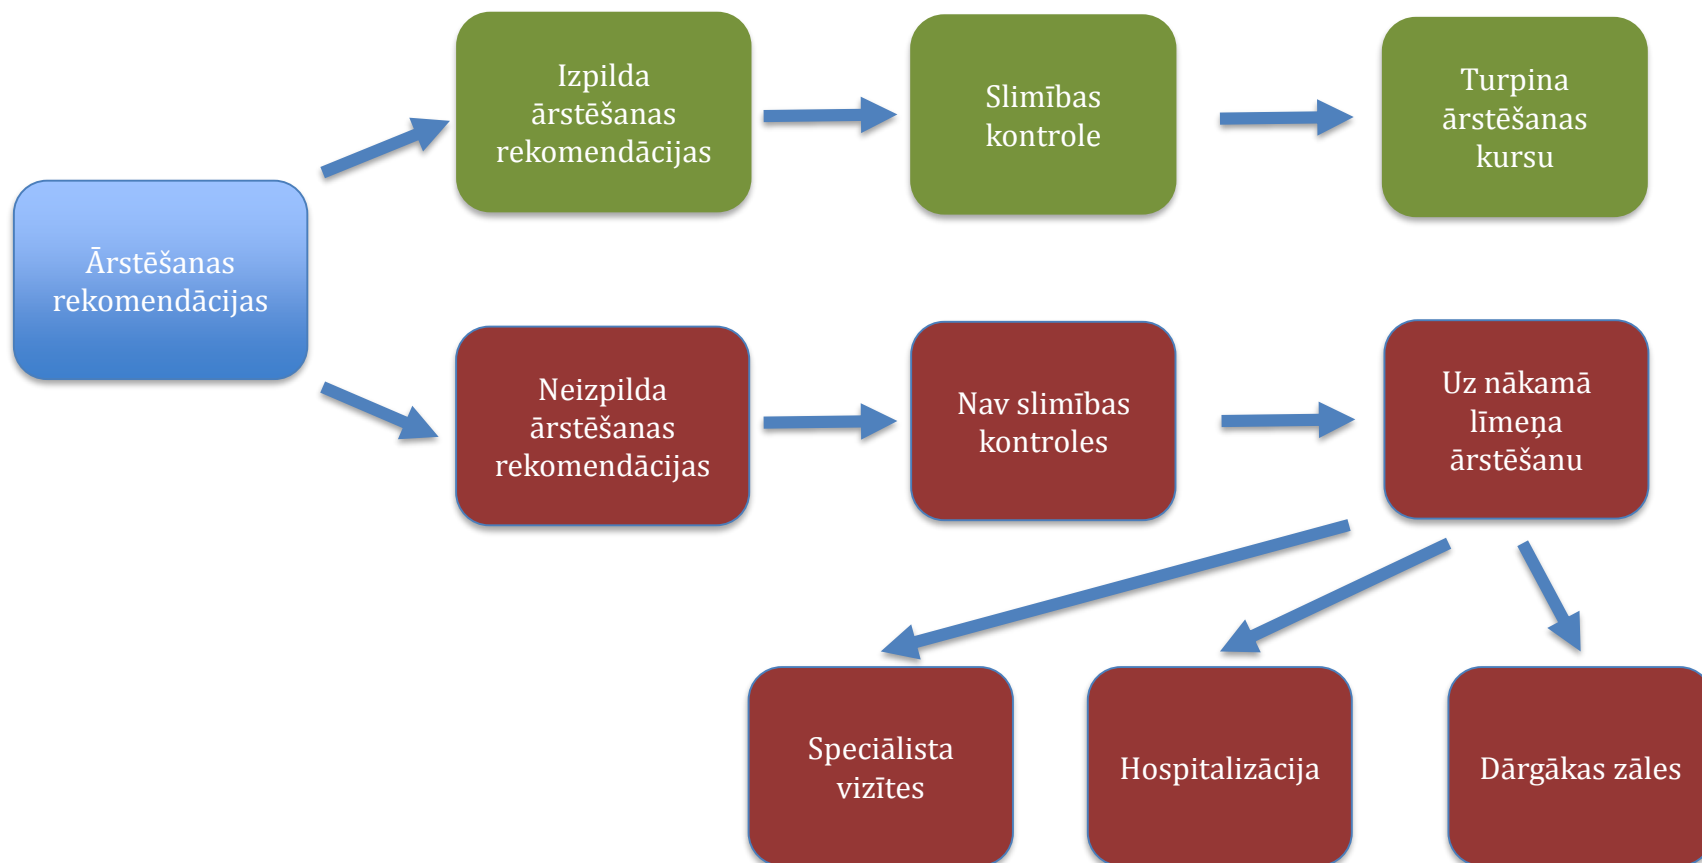 Izpilda
ārstēšanas
rekomendācijas
Slimības
kontrole
Turpina
ārstēšanas
kursu
Ārstēšanas
rekomendācijas
Neizpilda
ārstēšanas
rekomendācijas
Nav slimības
kontroles
Uz nākamā
līmeņa
ārstēšanu
Speciālista
vizītes
Hospitalizācija
Dārgākas zāles